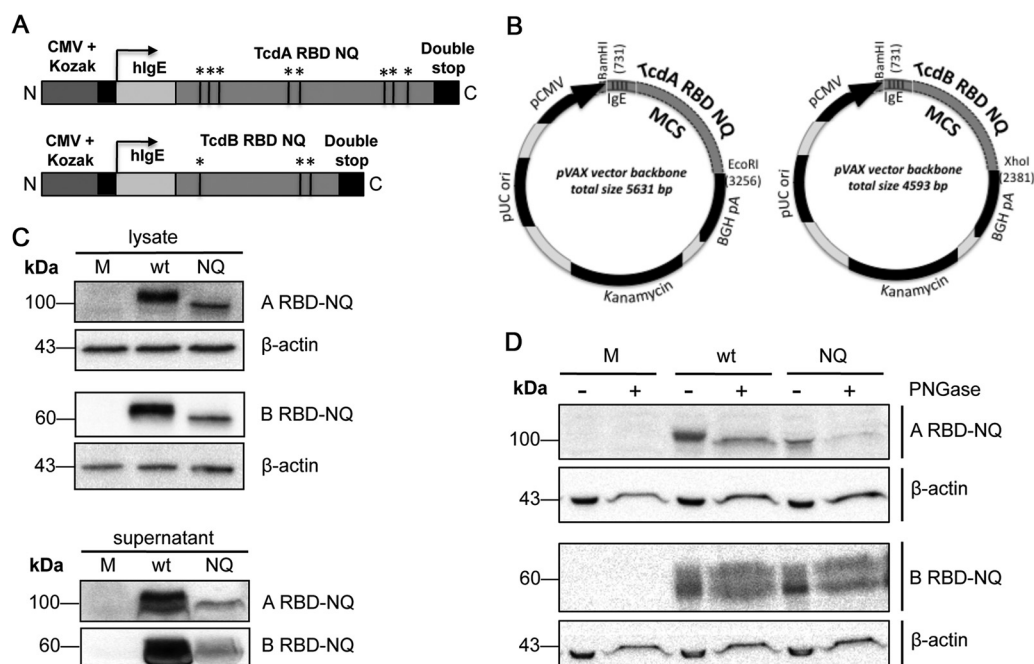 A
CMV +
Kozak
hIgE
*** ** ** *
TcdA RBD NQ
Double
stop
N
C
CMV +
Kozak
hIgE
* **
TcdB RBD NQ
Double
stop
N
C
B
pCMV
BamHI
(731)
IgE
TcdA RBD NQ
MCS
EcoRI
(3256)
BGH pA
Kanamycin
pUC ori
pVAX vector backbone
total size 5631 bp
pCMV
BamHI
(731)
IgE
TcdB RBD NQ
MCS
XhoI
(2381)
BGH pA
Kanamycin
pUC ori
pVAX vector backbone
total size 4593 bp
C
lysate
kDa M wt NQ
100 A RBD-NQ
43 β-actin
60 B RBD-NQ
43 β-actin
supernatant
kDa M wt NQ
100 A RBD-NQ
60 B RBD-NQ
D
M wt NQ
kDa - + - + - + PNGase
100 A RBD-NQ
43 β-actin
60 B RBD-NQ
43 β-actin